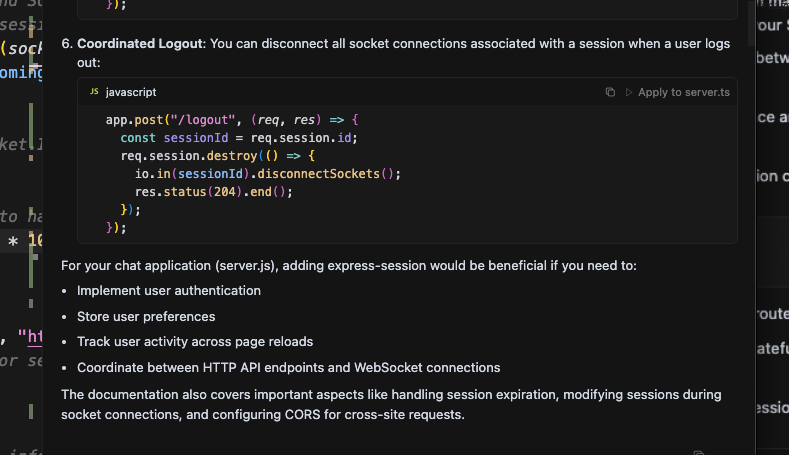 });
6. Coordinated Logout: You can disconnect all socket connections associated with a session when a user logs
out:
JS javascript
Apply to server.ts
app.post("/logout", (req, res) => {
const sessionId = req.session.id;
req.session.destroy(() => {
io.in(sessionId).disconnectSockets();
res.status(204).end();
});
});
For your chat application (server.js), adding express-session would be beneficial if you need to:
• Implement user authentication
• Store user preferences
• Track user activity across page reloads
• Coordinate between HTTP API endpoints and WebSocket connections
The documentation also covers important aspects like handling session expiration, modifying sessions during
socket connections, and configuring CORS for cross-site requests.